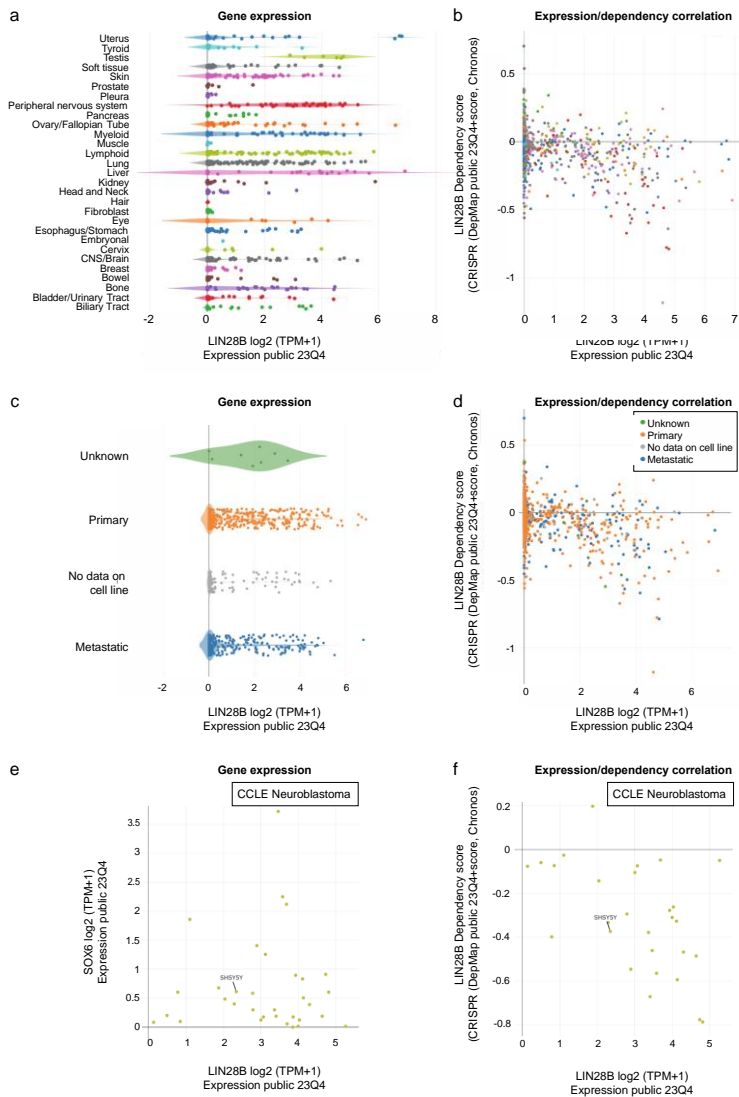 a
Gene expression
Uterus
Tyroid
Testis
Soft tissue
Skin
Prostate
Pleura
Peripheral nervous system
Pancreas
Ovary/Fallopian Tube
Myeloid
Muscle
Lymphoid
Lung
Liver
Kidney
Head and Neck
Hair
Fibroblast
Eye
Esophagus/Stomach
Embryonal
Cervix
CNS/Brain
Breast
Bowel
Bone
Bladder/Urinary Tract
Biliary Tract
-2 0 2 4 6 8
LIN28B log2 (TPM+1)
Expression public 23Q4
b
Expression/dependency correlation
LIN28B Dependency score
(CRISPR (DepMap public 23Q4+score, Chronos)
0.5
0
-0.5
-1
0 1 2 3 4 5 6 7
LIN28B log2 (TPM+1)
Expression public 23Q4
c
Gene expression
Unknown
Primary
No data on
cell line
Metastatic
-2 0 2 4 6
LIN28B log2 (TPM+1)
Expression public 23Q4
d
Expression/dependency correlation
LIN28B Dependency score
(CRISPR (DepMap public 23Q4+score, Chronos)
Unknown
Primary
No data on cell line
Metastatic
0.5
0
-0.5
-1
0 2 4 6
LIN28B log2 (TPM+1)
Expression public 23Q4
e
Gene expression
CCLE Neuroblastoma
SOX6 log2 (TPM+1)
Expression public 23Q4
3.5
3
2.5
2
1.5
1
0.5
0
SHSY5Y
0 1 2 3 4 5
LIN28B log2 (TPM+1)
Expression public 23Q4
f
Expression/dependency correlation
CCLE Neuroblastoma
LIN28B Dependency score
(CRISPR (DepMap public 23Q4+score, Chronos)
0.2
0
-0.2
-0.4
-0.6
-0.8
SHSY5Y
0 1 2 3 4 5
LIN28B log2 (TPM+1)
Expression public 23Q4